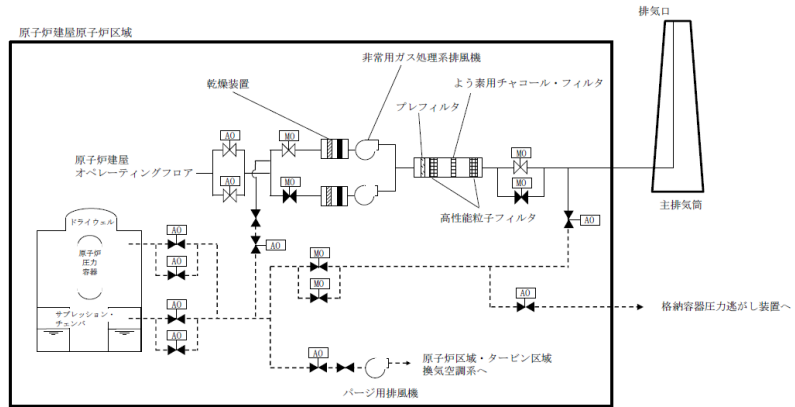 排気口
原子炉建屋原子炉区域
非常用ガス処理系排風機
乾燥装置
よう素用チャコール・フィルタ
プレフィルタ
AO
MO
MO
原子炉建屋
オペレーティングフロア
AO
MO
MO
高性能粒子フィルタ
主排気筒
ドライウェル
原子炉
圧力
容器
AO
AO
AO
AO
MO
MO
サプレッション・
チェンバ
AO
AO
AO
格納容器圧力逃がし装置へ
AO
原子炉区域・タービン区域
換気空調系へ
パージ用排風機